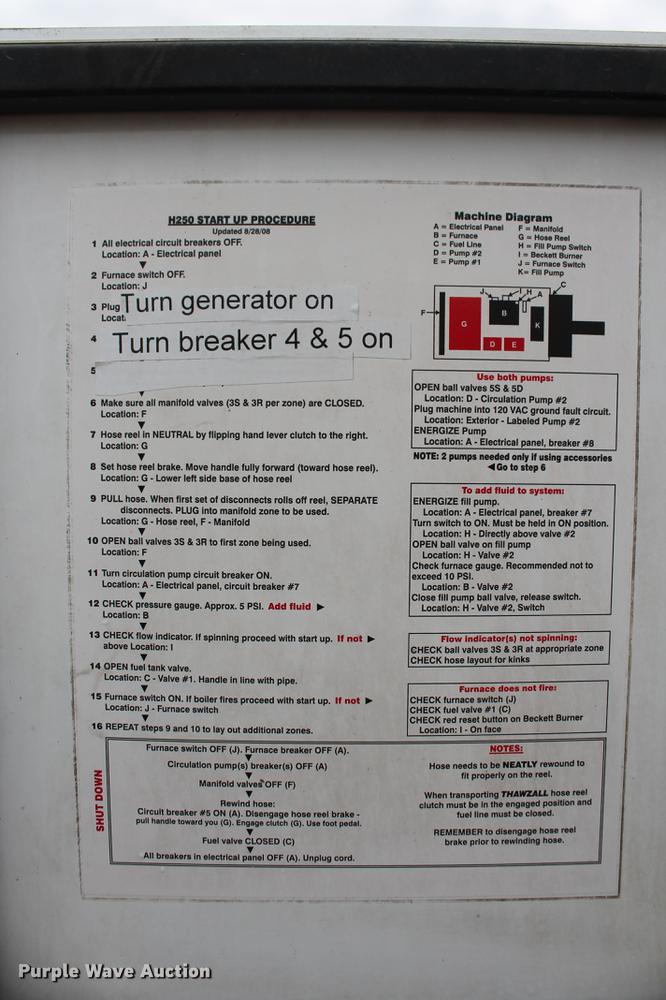 H250 START UP PROCEDURE
Updated 8/28/08
1 All electrical circuit breakers OFF.
Location: A - Electrical panel
2 Furnace switch OFF.
Location: J
3 Plug
Turn generator on
Locat
4
Turn breaker 4 & 5 on
5
6 Make sure all manifold valves (3S & 3R per zone) are CLOSED.
Location: F
7 Hose reel in NEUTRAL by flipping hand lever clutch to the right.
Location: G
8 Set hose reel brake. Move handle fully forward (toward hose reel).
Location: G - Lower left side base of hose reel
9 PULL hose. When first set of disconnects rolls off reel, SEPARATE
disconnects. PLUG into manifold zone to be used.
Location: G - Hose reel, F - Manifold
10 OPEN ball valves 3S & 3R to first zone being used.
Location: F
11 Turn circulation pump circuit breaker ON.
Location: A - Electrical panel, circuit breaker #7
12 CHECK pressure gauge. Approx. 5 PSI. Add fluid ▶
Location: B
13 CHECK flow indicator. If spinning proceed with start up. If not ▶
above Location: I
14 OPEN fuel tank valve.
Location: C - Valve #1. Handle in line with pipe.
15 Furnace switch ON. If boiler fires proceed with start up. If not ▶
Location: J - Furnace switch
16 REPEAT steps 9 and 10 to lay out additional zones.
Machine Diagram
A = Electrical Panel
B = Furnace
C = Fuel Line
D = Pump #2
E = Pump #1
F = Manifold
G = Hose Reel
H = Fill Pump Switch
I = Beckett Burner
J = Furnace Switch
K= Fill Pump
J I H A C
F G B K
D E
Use both pumps:
OPEN ball valves 5S & 5D
Location: D - Circulation Pump #2
Plug machine into 120 VAC ground fault circuit.
Location: Exterior - Labeled Pump #2
ENERGIZE Pump
Location: A - Electrical panel, breaker #8
NOTE: 2 pumps needed only if using accessories
◀Go to step 6
To add fluid to system:
ENERGIZE fill pump.
Location: A - Electrical panel, breaker #7
Turn switch to ON. Must be held in ON position.
Location: H - Directly above valve #2
OPEN ball valve on fill pump
Location: H - Valve #2
Check furnace gauge. Recommended not to
exceed 10 PSI.
Location: B - Valve #2
Close fill pump ball valve, release switch.
Location: H - Valve #2, Switch
Flow indicator(s) not spinning:
CHECK ball valves 3S & 3R at appropriate zone
CHECK hose layout for kinks
Furnace does not fire:
CHECK furnace switch (J)
CHECK fuel valve #1 (C)
CHECK red reset button on Beckett Burner
Location: I - On face
SHUT DOWN
Furnace switch OFF (J). Furnace breaker OFF (A).
Circulation pump(s) breaker(s) OFF (A)
Manifold valves OFF (F)
Rewind hose:
Circuit breaker #5 ON (A). Disengage hose reel brake -
pull handle toward you (G). Engage clutch (G). Use foot pedal.
Fuel valve CLOSED (C)
All breakers in electrical panel OFF (A). Unplug cord.
NOTES:
Hose needs to be NEATLY rewound to
fit properly on the reel.
When transporting THAWZALL hose reel
clutch must be in the engaged position and
fuel line must be closed.
REMEMBER to disengage hose reel
brake prior to rewinding hose.
Purple Wave Auction